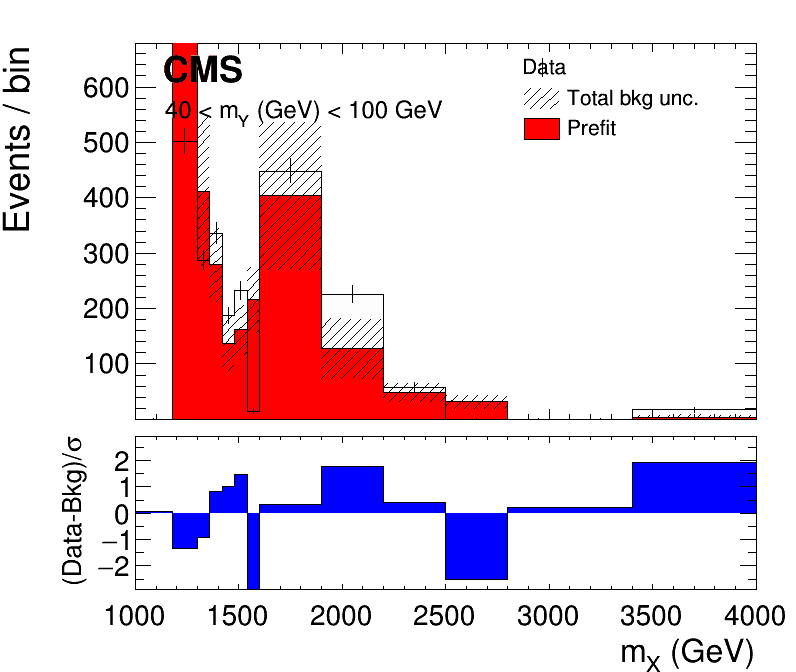 CMS
40 < mY (GeV) < 100 GeV
Data
Total bkg unc.
Prefit
Events / bin
600
500
400
300
200
100
(Data-Bkg)/σ
2
1
0
−1
−2
1000 1500 2000 2500 3000 3500 4000
mX (GeV)